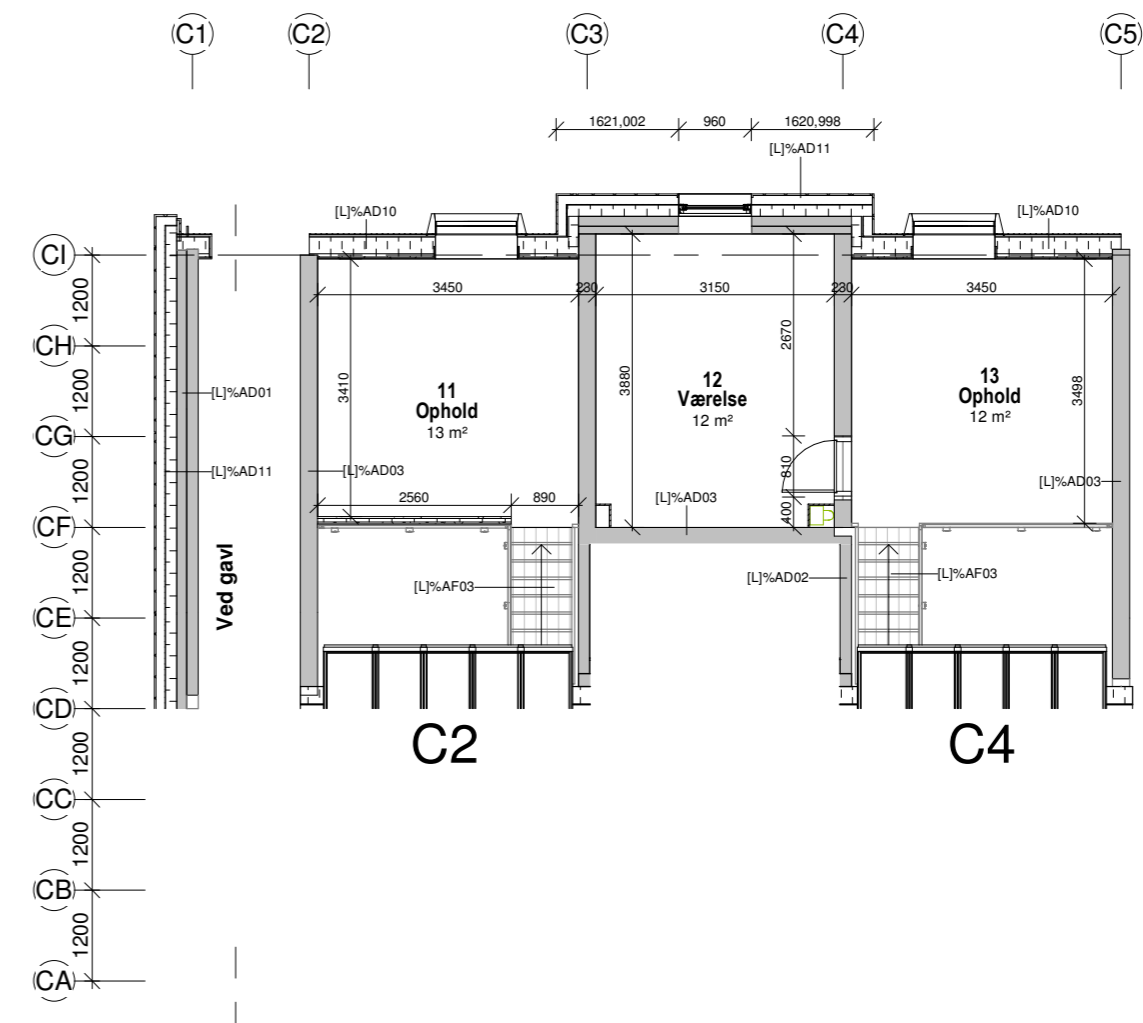 C1
C2
C3
C4
C5
1621,002
960
1620,998
[L]%AD11
[L]%AD10
[L]%AD10
CI
1200
3450
230
3150
230
3450
CH
2670
3410
3880
3498
11
Ophold
13 m²
12
Værelse
12 m²
13
Ophold
12 m²
1200
[L]%AD01
CG
[L]%AD11
[L]%AD03
810
[L]%AD03
1200
2560
890
[L]%AD03
400
CF
1200
Ved gavl
[L]%AF03
[L]%AD02
[L]%AF03
CE
1200
CD
C2
C4
1200
CC
1200
CB
1200
CA